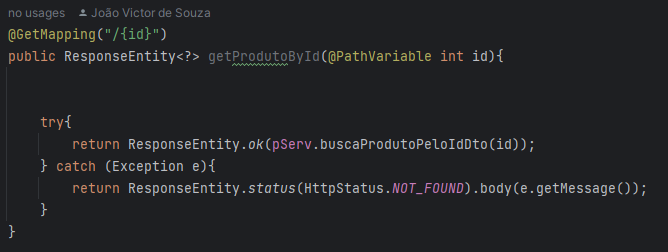 no usages João Victor de Souza
@GetMapping("/{id}")
public ResponseEntity<?> getProdutoById(@PathVariable int id){
try{
return ResponseEntity.ok(pServ.buscaProdutoPeloIdDto(id));
} catch (Exception e){
return ResponseEntity.status(HttpStatus.NOT_FOUND).body(e.getMessage());
}
}